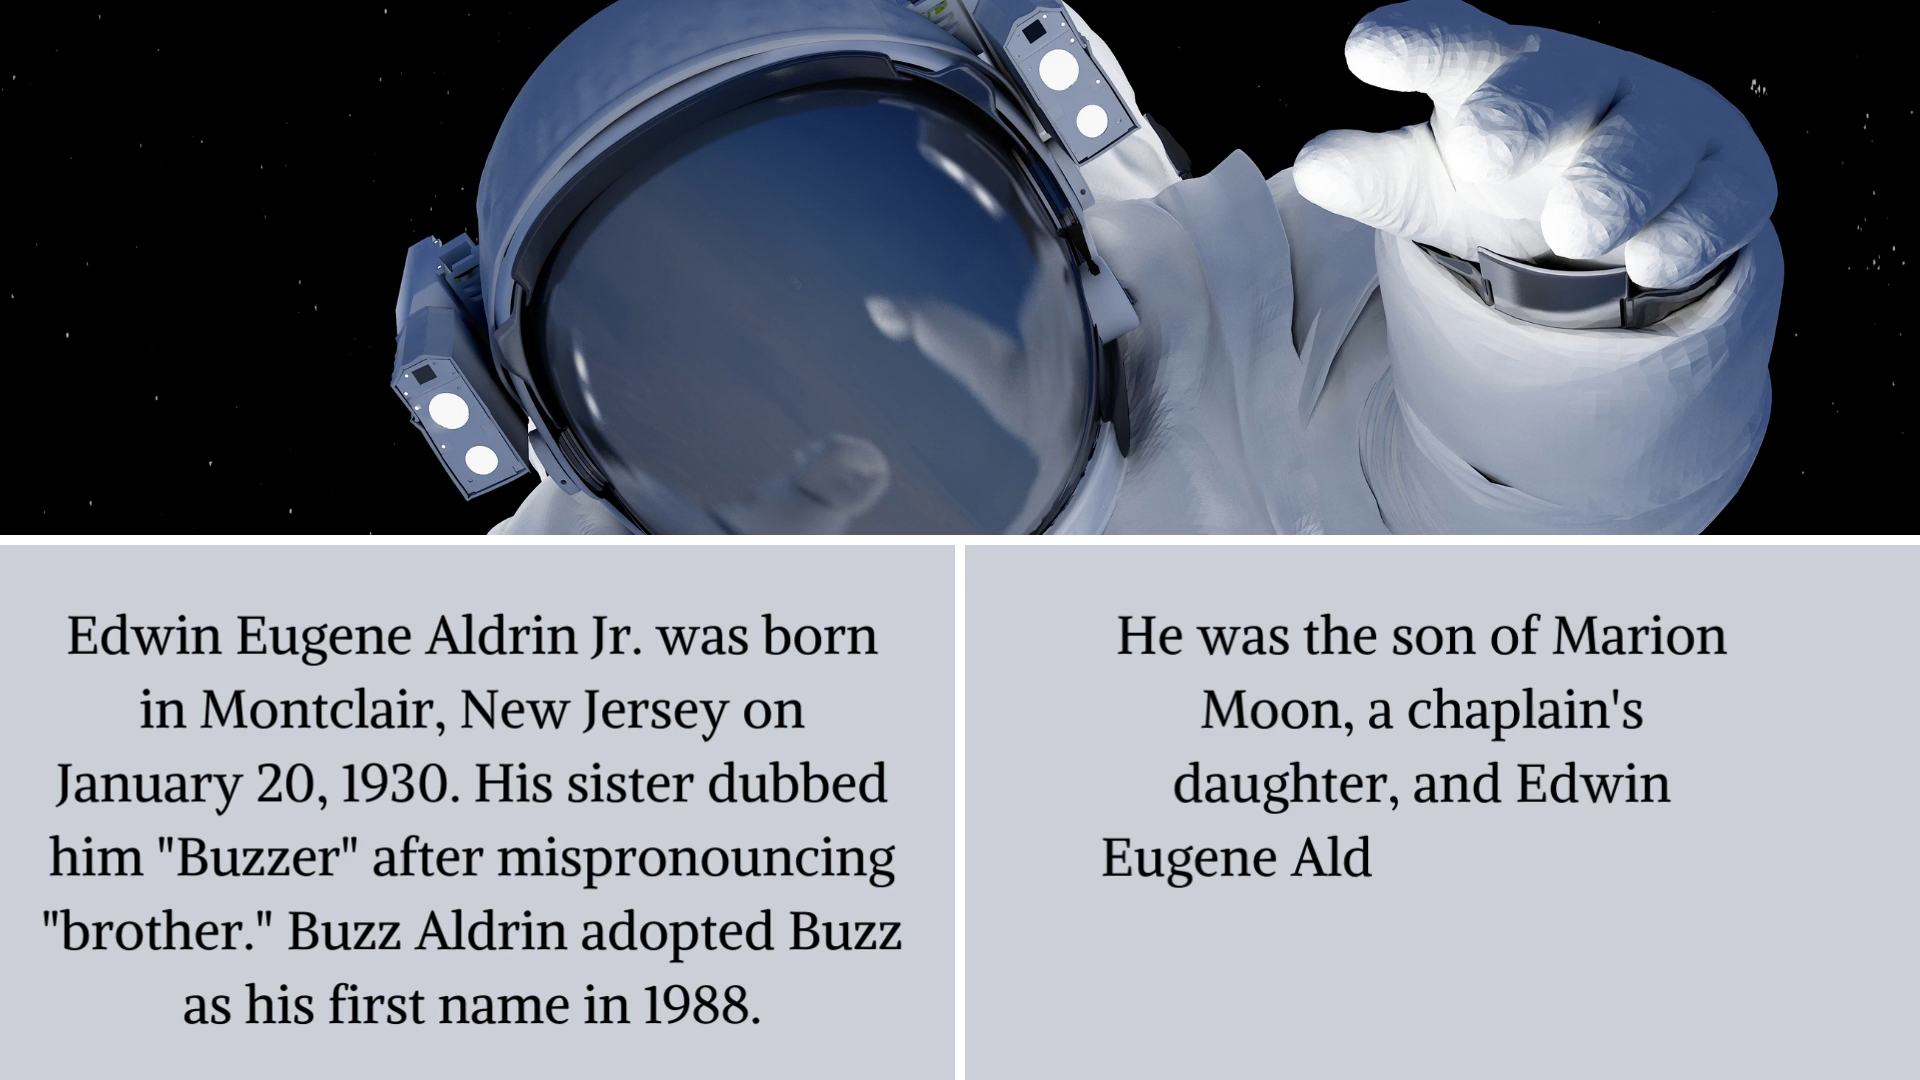 Edwin Eugene Aldrin Jr. was born
in Montclair, New Jersey on
January 20, 1930. His sister dubbed
him "Buzzer" after mispronouncing
"brother." Buzz Aldrin adopted Buzz
as his first name in 1988.
He was the son of Marion
Moon, a chaplain's
daughter, and Edwin
Eugene Ald